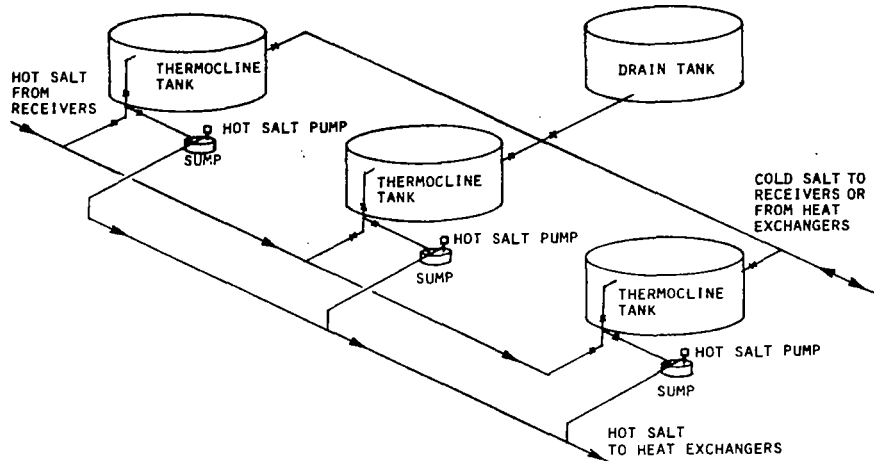 THERMOCLINE
TANK
DRAIN TANK
HOT SALT
FROM
RECEIVERS
HOT SALT PUMP
SUMP
THERMOCLINE
TANK
COLD SALT TO
RECEIVERS OR
FROM HEAT
EXCHANGERS
HOT SALT PUMP
SUMP
THERMOCLINE
TANK
HOT SALT PUMP
SUMP
HOT SALT
TO HEAT EXCHANGERS